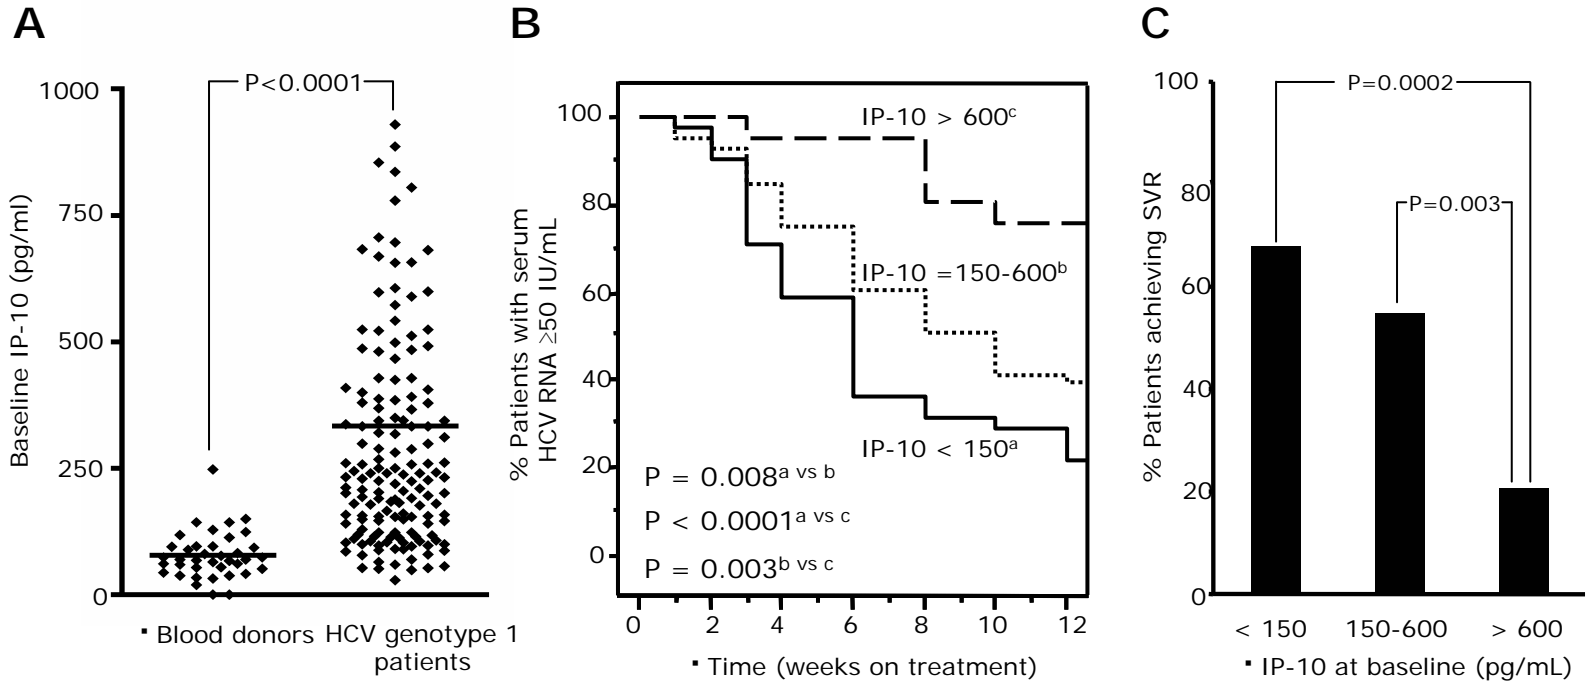 A
P<0.0001
Baseline IP-10 (pg/ml)
1000
750
500
250
0
▪ Blood donors HCV genotype 1
patients
B
% Patients with serum
HCV RNA ≥50 IU/mL
100
80
60
40
20
0
IP-10 > 600ᶜ
IP-10 =150-600ᵇ
IP-10 < 150ᵃ
P = 0.008ᵃ ᵛˢ ᵇ
P < 0.0001ᵃ ᵛˢ ᶜ
P = 0.003ᵇ ᵛˢ ᶜ
0 2 4 6 8 10 12
▪ Time (weeks on treatment)
C
% Patients achieving SVR
100
80
60
40
20
0
P=0.0002
P=0.003
< 150 150-600 > 600
▪ IP-10 at baseline (pg/mL)